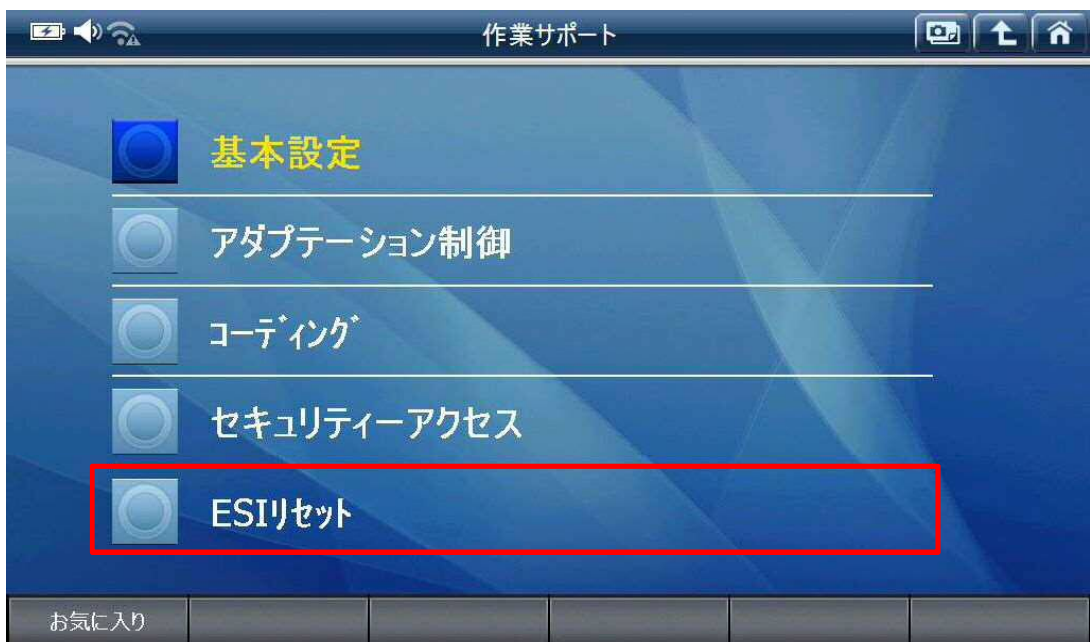 作業サポート
基本設定
アダプテーション制御
ｺｰﾃﾞｨﾝｸﾞ
セキュリティーアクセス
ESIﾘｾｯﾄ
お気に入り